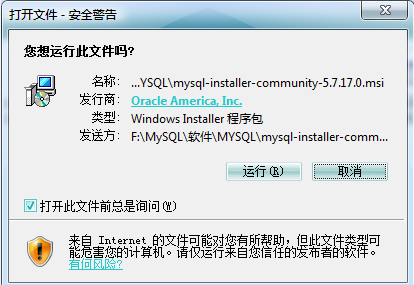 打开文件 - 安全警告
您想运行此文件吗?
名称: ...YSQL\mysql-installer-community-5.7.17.0.msi
发行商: Oracle America, Inc.
类型: Windows Installer 程序包
发送方: F:\MySQL\软件\MYSQL\mysql-installer-comm...
运行(R) 取消
打开此文件前总是询问(W)
来自 Internet 的文件可能对您有所帮助，但此文件类型可
能危害您的计算机。请仅运行来自您信任的发布者的软件。
有何风险?